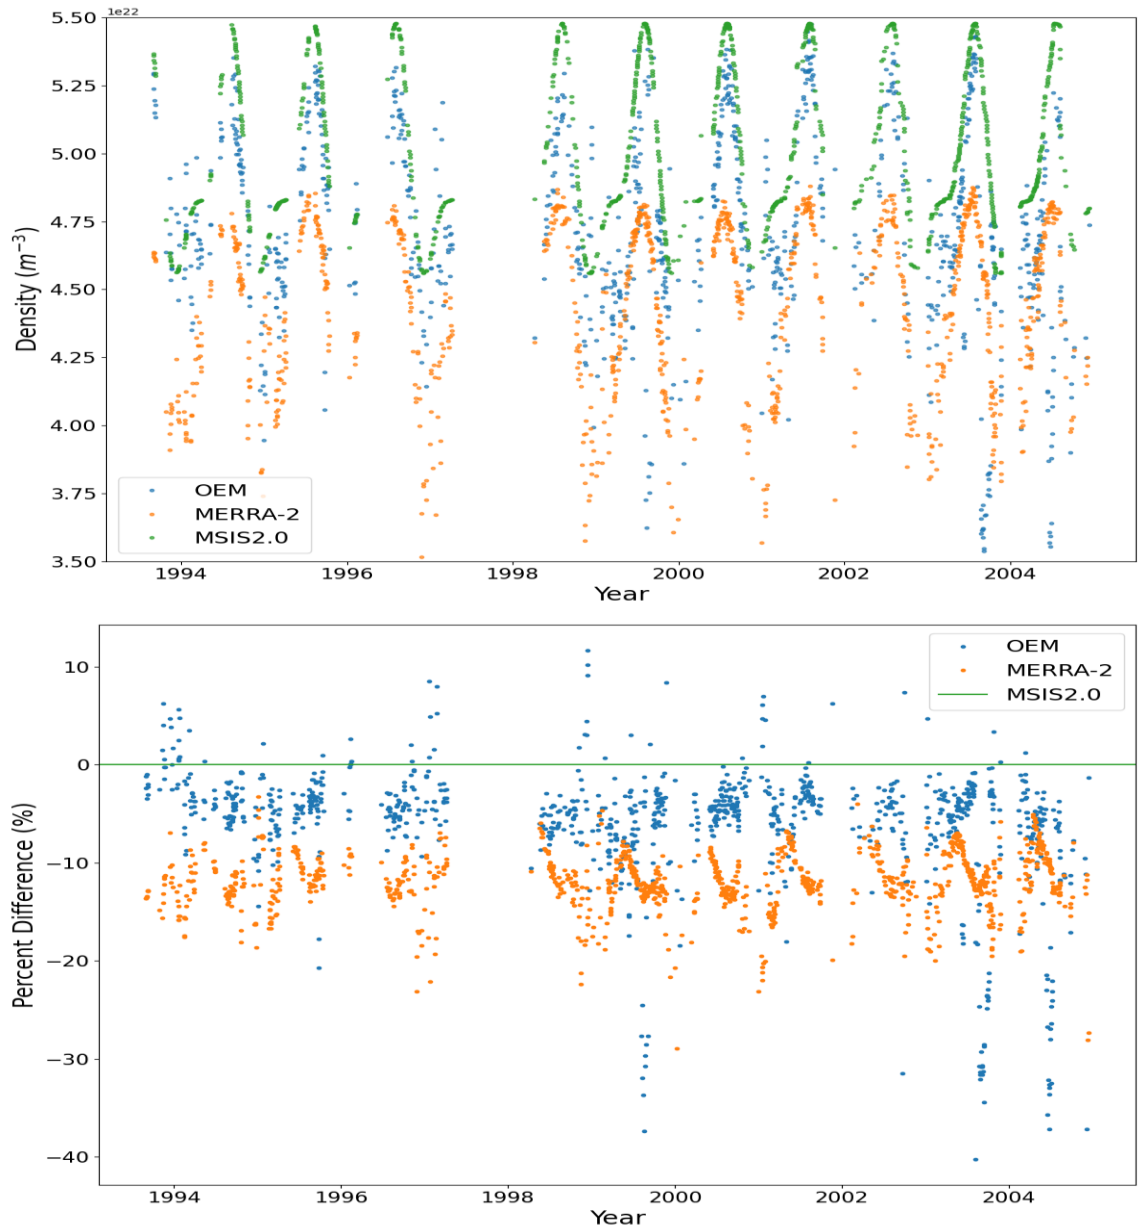 1e22
5.50
5.25
5.00
4.75
4.50
4.25
4.00
3.75
3.50
Density (m⁻³)
OEM
MERRA-2
MSIS2.0
1994
1996
1998
2000
2002
2004
Year
10
0
−10
−20
−30
−40
Percent Difference (%)
OEM
MERRA-2
MSIS2.0
1994
1996
1998
2000
2002
2004
Year